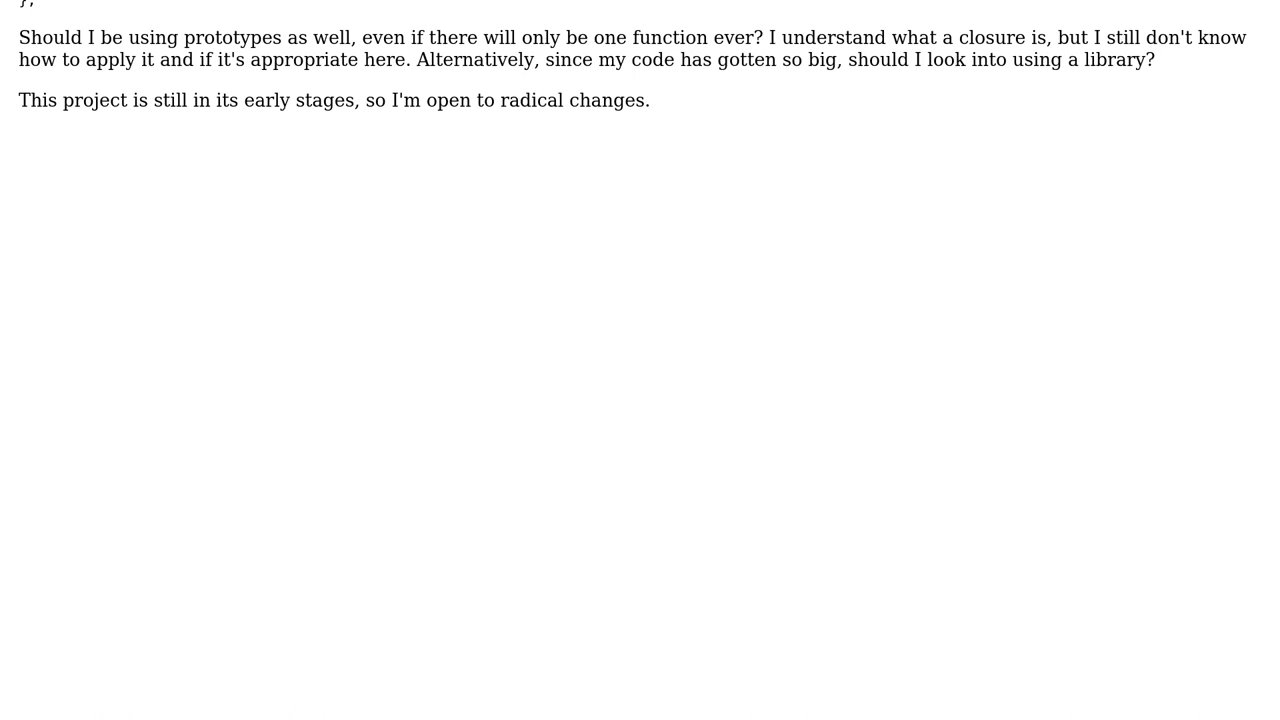 };
Should I be using prototypes as well, even if there will only be one function ever? I understand what a closure is, but I still don't know
how to apply it and if it's appropriate here. Alternatively, since my code has gotten so big, should I look into using a library?
This project is still in its early stages, so I'm open to radical changes.